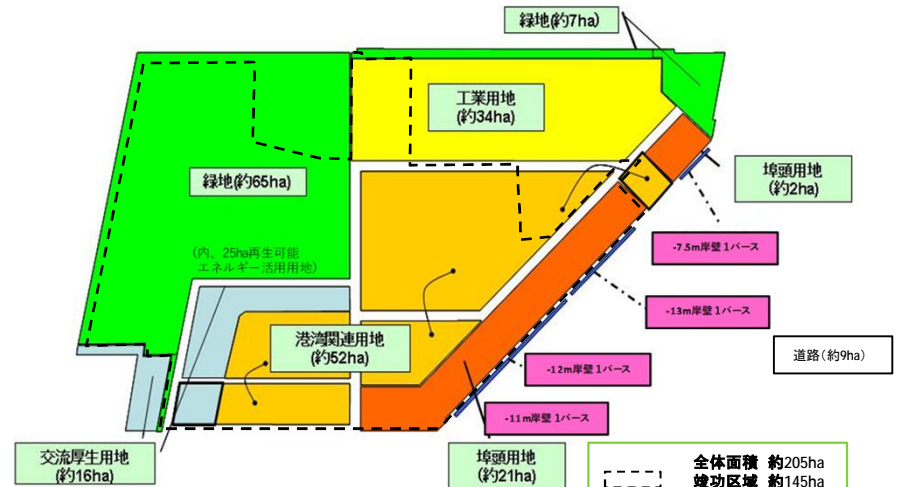 緑地(約7ha)
工業用地
(約34ha)
埠頭用地
(約2ha)
緑地(約65ha)
-7.5m岸壁 1バース
(内、25ha再生可能
エネルギー活用用地)
-13m岸壁 1バース
港湾関連用地
(約52ha)
道路(約9ha)
-12m岸壁 1バース
-11m岸壁 1バース
交流厚生用地
(約16ha)
埠頭用地
(約21ha)
全体面積 約205ha
竣功区域 約145ha